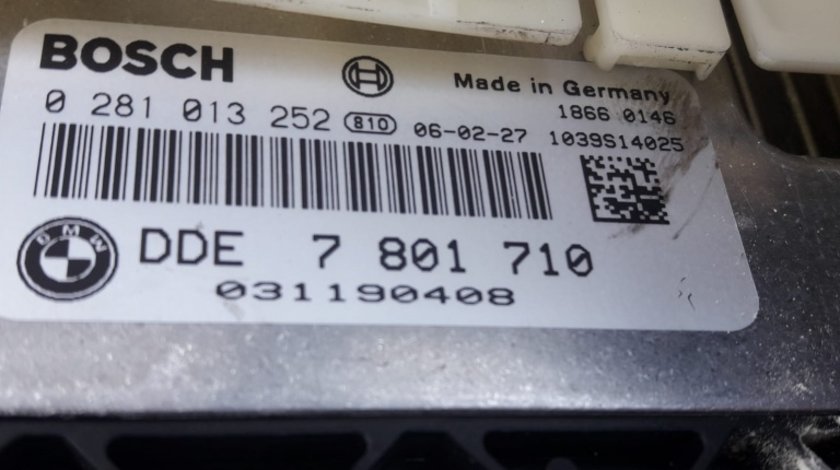 BOSCH
Made in Germany
0 281 013 252 810 06-02-27
1866 0146
1039S14025
BMW
DDE 7 801 710
031190408